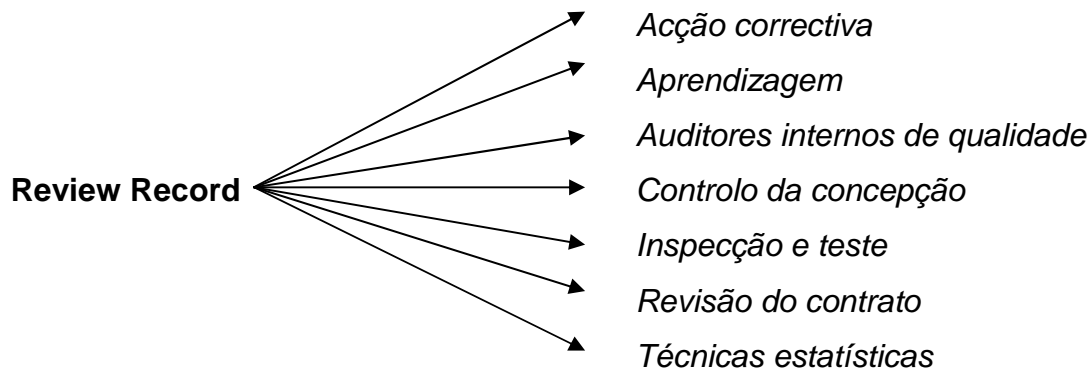 Acção correctiva
Aprendizagem
Auditores internos de qualidade
Review Record
Controlo da concepção
Inspecção e teste
Revisão do contrato
Técnicas estatísticas